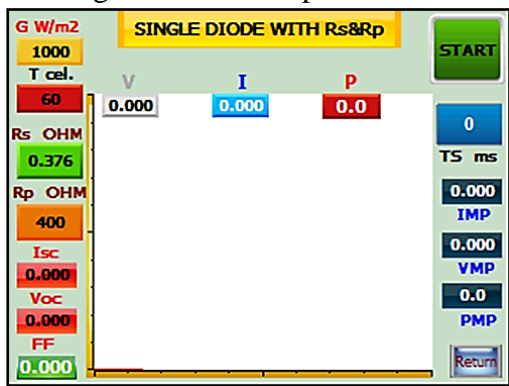 G W/m2
SINGLE DIODE WITH Rs&Rp
START
1000
T cel.
60
V
I
P
0.000
0.000
0.0
Rs OHM
0.376
0
TS ms
Rp OHM
400
0.000
IMP
Isc
0.000
0.000
VMP
Voc
0.000
0.0
PMP
FF
0.000
Return